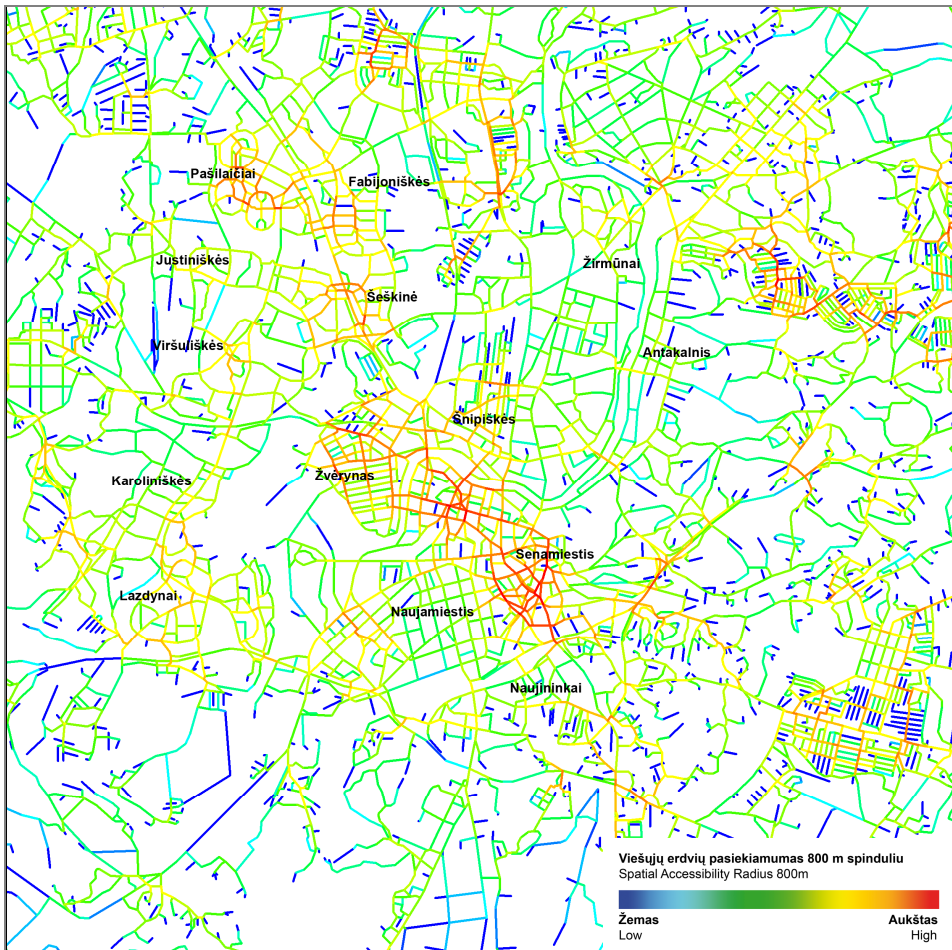 Pašilaičiai
Fabijoniškės
Justiniškės
Žirmūnai
Šeškinė
Viršuliškės
Antakalnis
Šnipiškės
Žvėrynas
Karoliniškės
Senamiestis
Lazdynai
Naujamiestis
Naujininkai
Viešųjų erdvių pasiekiamumas 800 m spinduliu
Spatial Accessibility Radius 800m
Žemas Aukštas
Low High